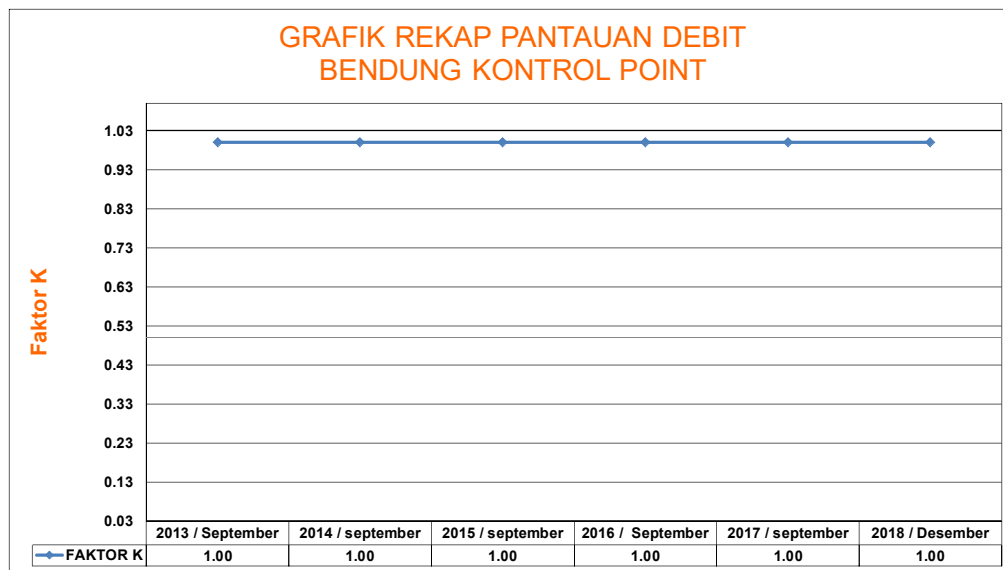 GRAFIK REKAP PANTAUAN DEBIT
BENDUNG KONTROL POINT
Faktor K
1.03
0.93
0.83
0.73
0.63
0.53
0.43
0.33
0.23
0.13
0.03
2013 / September 2014 / september 2015 / september 2016 / September 2017 / september 2018 / Desember
FAKTOR K 1.00 1.00 1.00 1.00 1.00 1.00